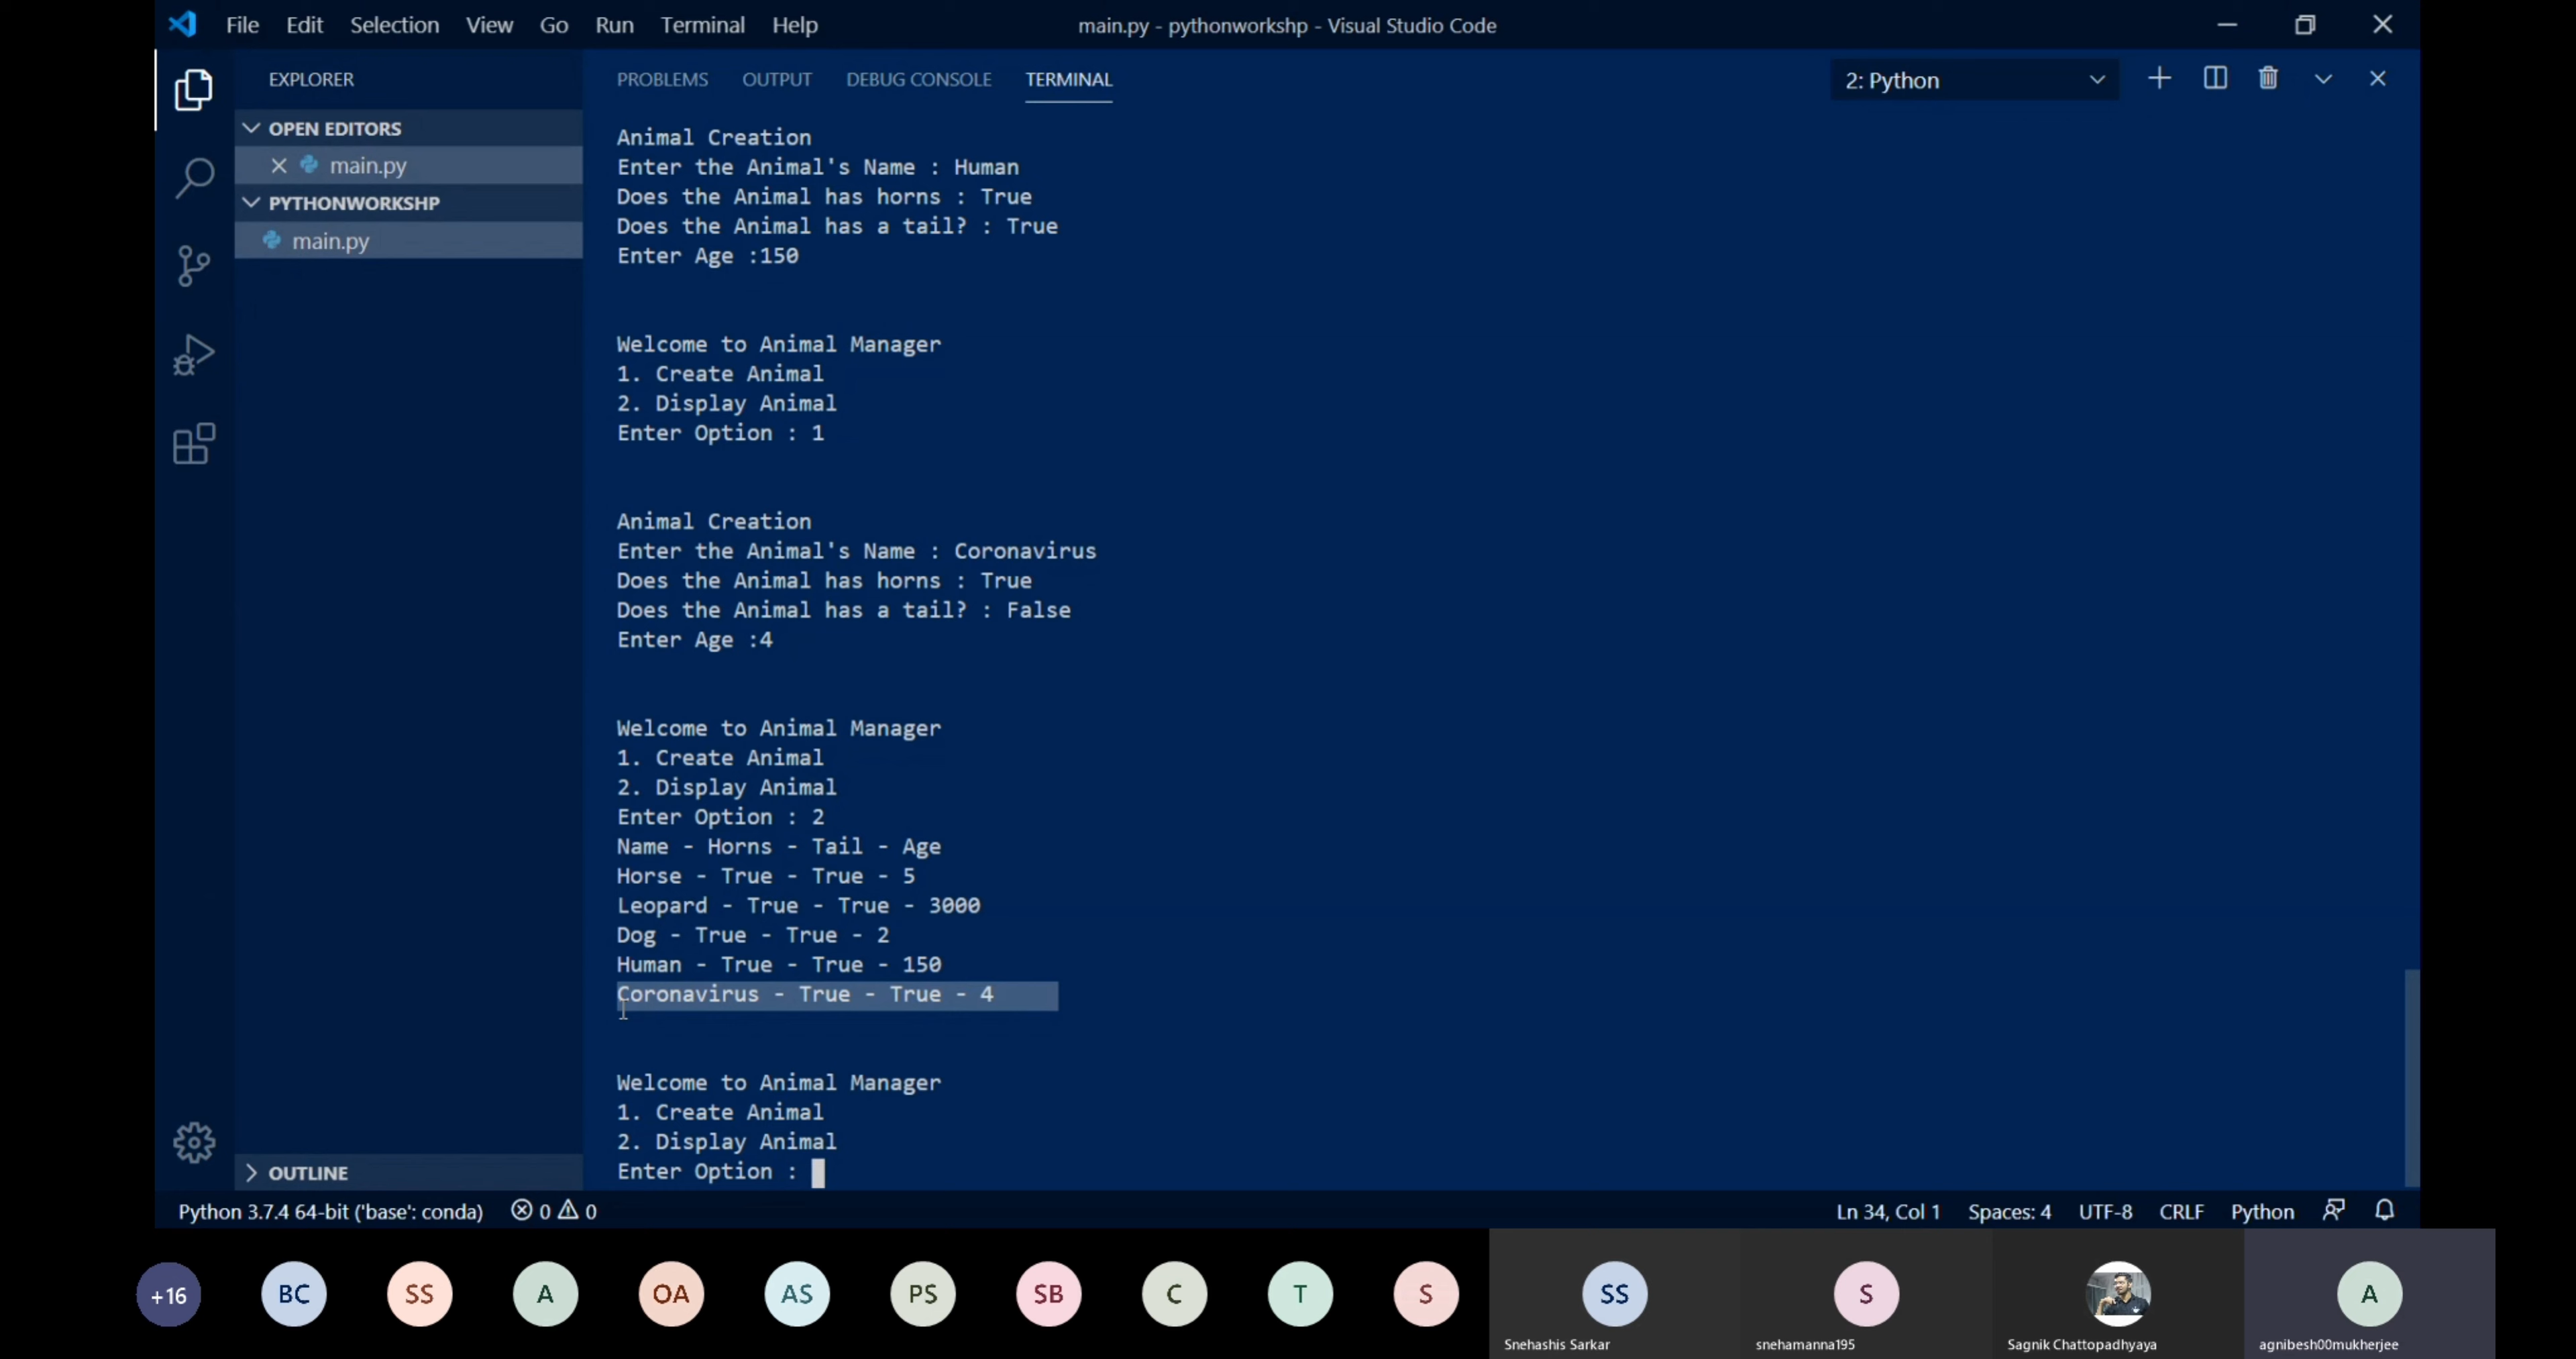 File Edit Selection View Go Run Terminal Help
main.py - pythonworkshp - Visual Studio Code
EXPLORER
OPEN EDITORS
main.py
PYTHONWORKSHP
main.py
OUTLINE
PROBLEMS OUTPUT DEBUG CONSOLE TERMINAL
2: Python
Animal Creation
Enter the Animal's Name : Human
Does the Animal has horns : True
Does the Animal has a tail? : True
Enter Age :150
Welcome to Animal Manager
1. Create Animal
2. Display Animal
Enter Option : 1
Animal Creation
Enter the Animal's Name : Coronavirus
Does the Animal has horns : True
Does the Animal has a tail? : False
Enter Age :4
Welcome to Animal Manager
1. Create Animal
2. Display Animal
Enter Option : 2
Name - Horns - Tail - Age
Horse - True - True - 5
Leopard - True - True - 3000
Dog - True - True - 2
Human - True - True - 150
Coronavirus - True - True - 4
Welcome to Animal Manager
1. Create Animal
2. Display Animal
Enter Option :
Python 3.7.4 64-bit ('base': conda) 0 0
Ln 34, Col 1 Spaces: 4 UTF-8 CRLF Python
+16 BC SS A OA AS PS SB C T S SS S A
Snehashis Sarkar snehamanna195 Sagnik Chattopadhyaya agnibesh00mukherjee